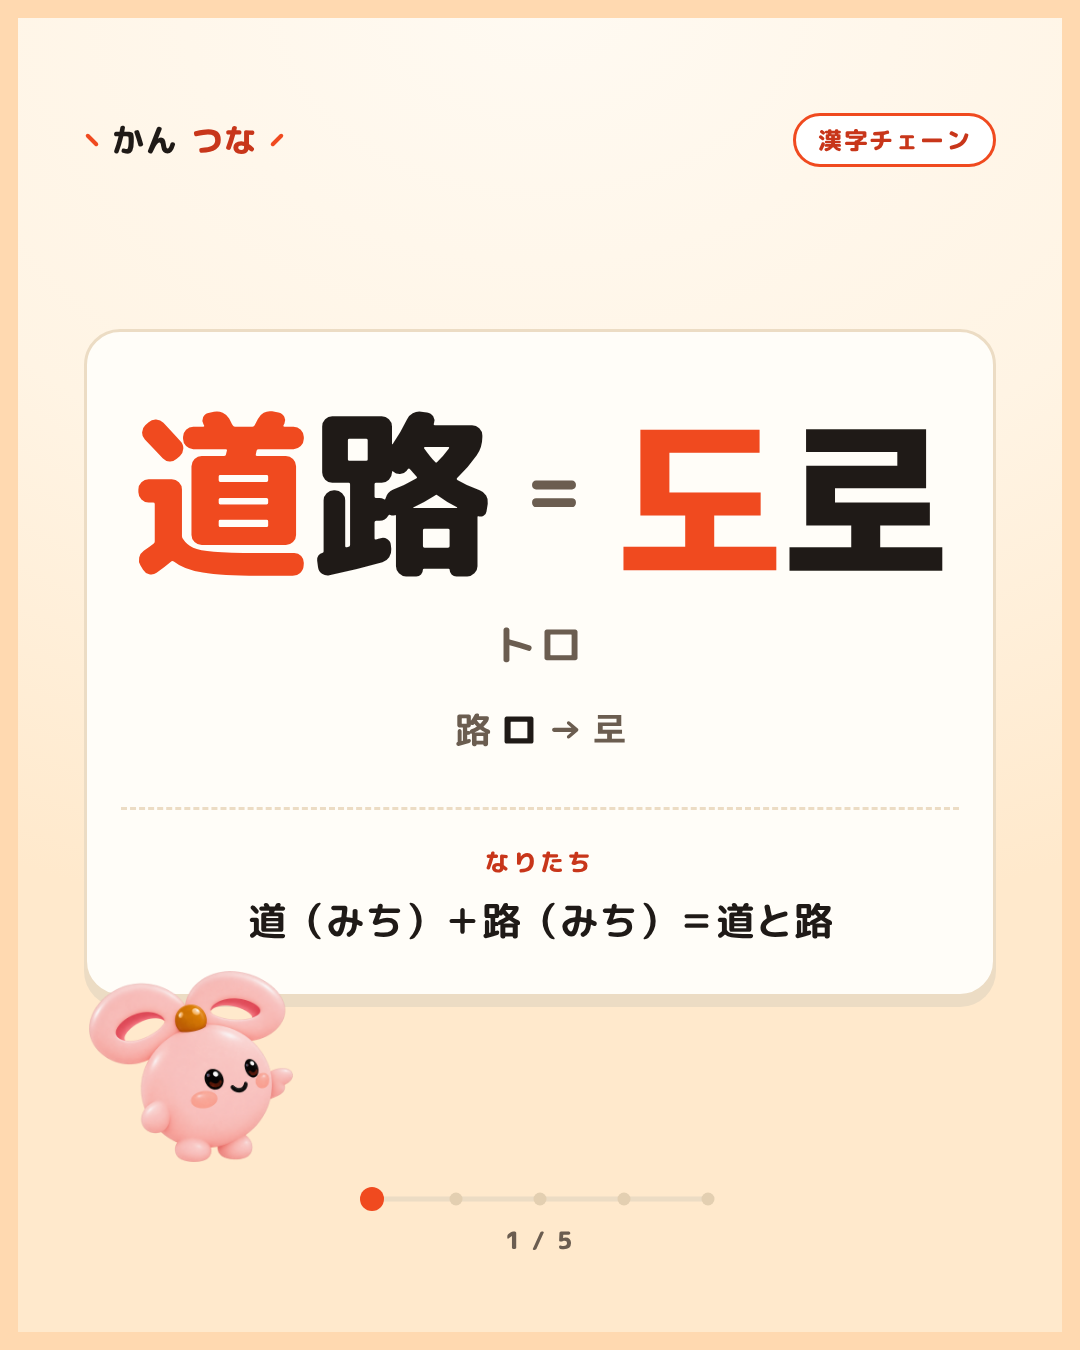 かん つな
漢字チェーン
道路 = 도로
トロ
路 ロ → 로
なりたち
道（みち）＋路（みち）＝道と路
1 / 5